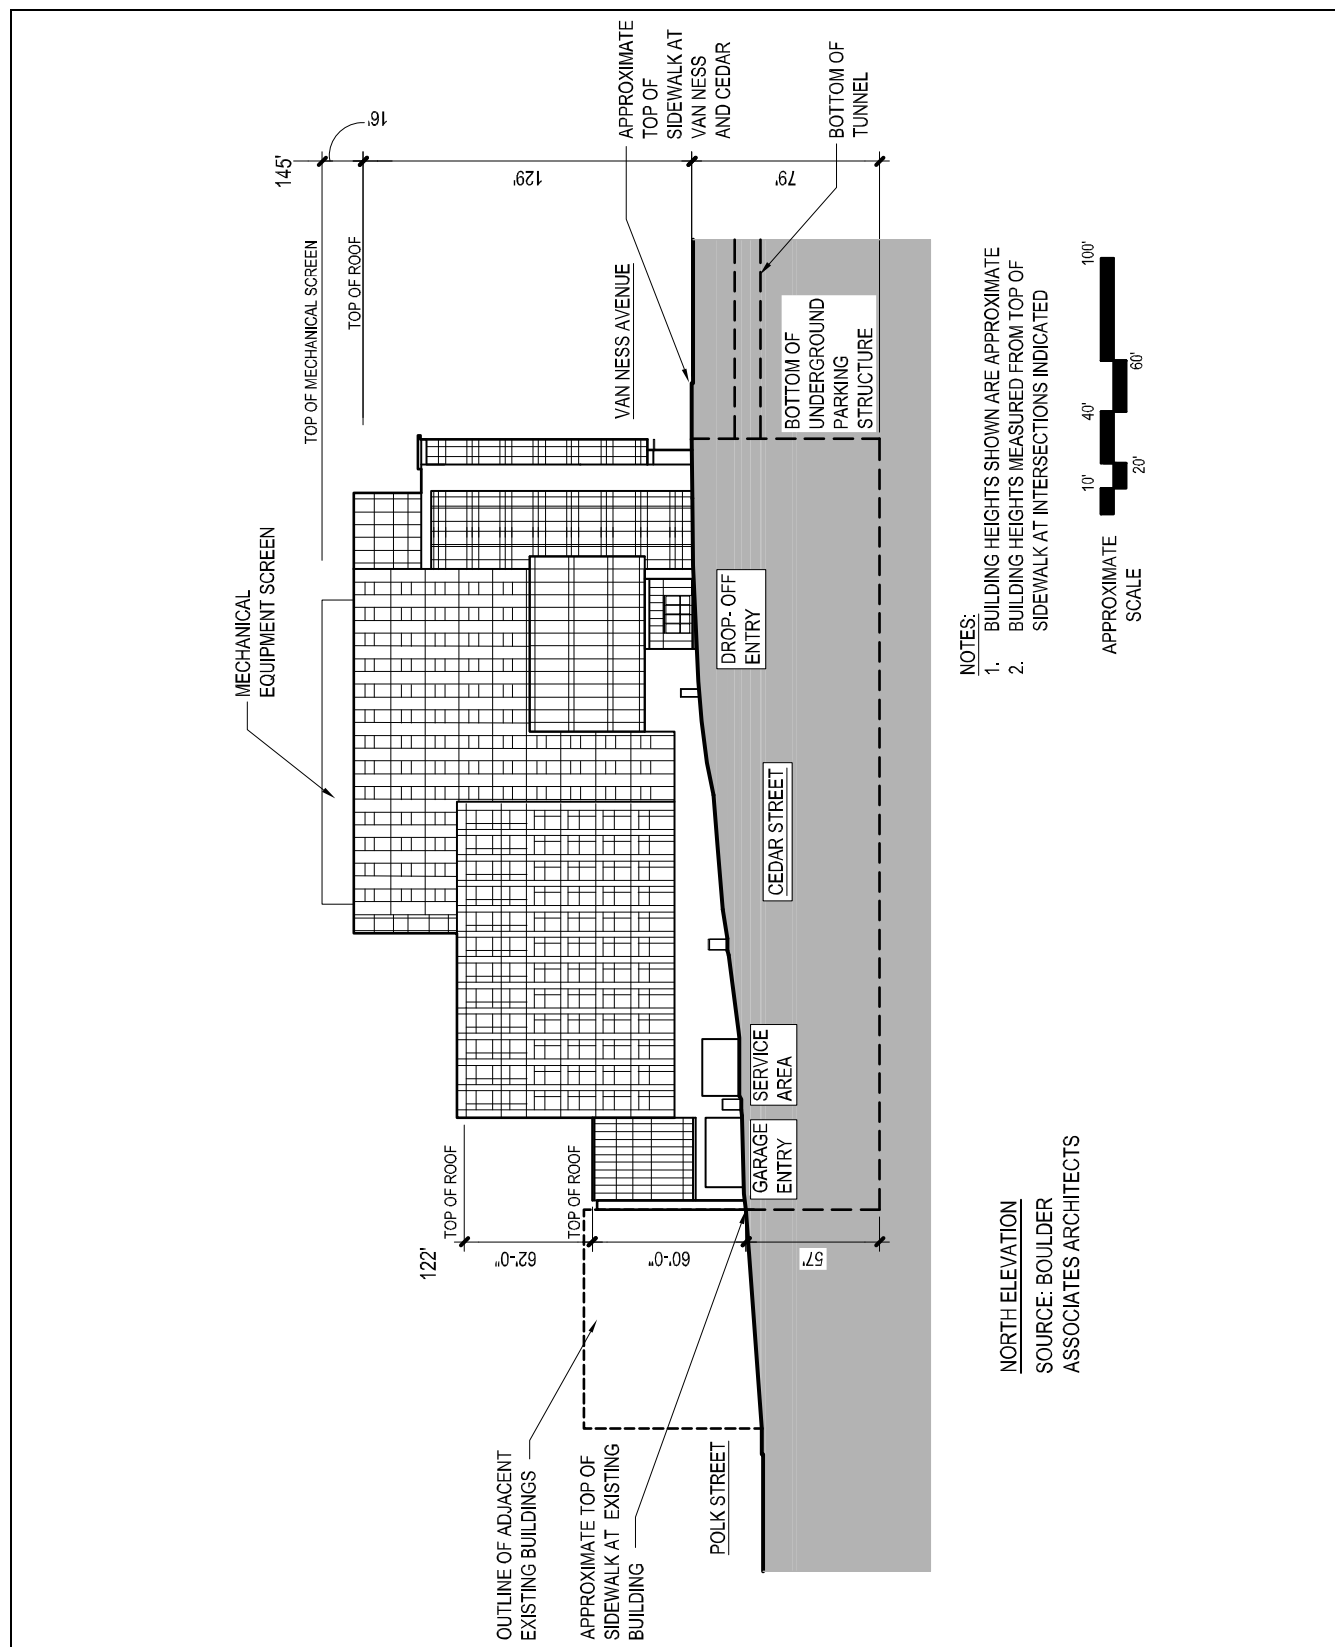 145'
16'
TOP OF MECHANICAL SCREEN
TOP OF ROOF
129'
79'
APPROXIMATE
TOP OF
SIDEWALK AT
VAN NESS
AND CEDAR
BOTTOM OF
TUNNEL
VAN NESS AVENUE
MECHANICAL
EQUIPMENT SCREEN
BOTTOM OF
UNDERGROUND
PARKING
STRUCTURE
DROP- OFF
ENTRY
CEDAR STREET
SERVICE
AREA
GARAGE
ENTRY
122'
TOP OF ROOF
TOP OF ROOF
62'-0"
60'-0"
57'
OUTLINE OF ADJACENT
EXISTING BUILDINGS
APPROXIMATE TOP OF
SIDEWALK AT EXISTING
BUILDING
POLK STREET
NORTH ELEVATION
SOURCE: BOULDER
ASSOCIATES ARCHITECTS
NOTES:
1. BUILDING HEIGHTS SHOWN ARE APPROXIMATE
2. BUILDING HEIGHTS MEASURED FROM TOP OF
SIDEWALK AT INTERSECTIONS INDICATED
APPROXIMATE
SCALE
10'
20'
40'
60'
100'